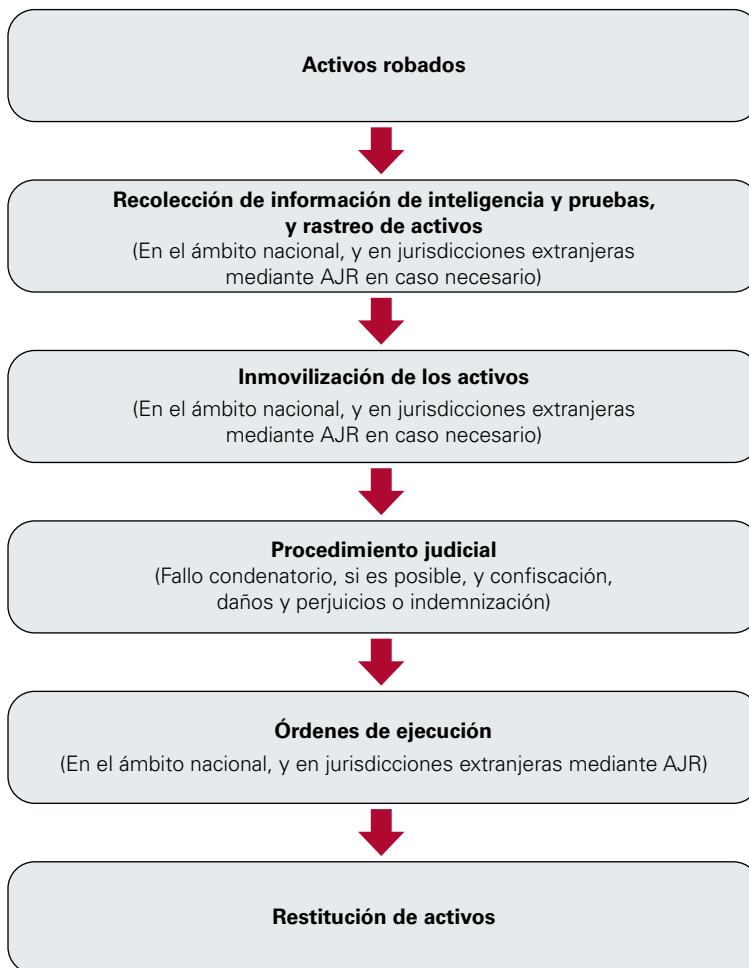 Activos robados
Recolección de información de inteligencia y pruebas,
y rastreo de activos
(En el ámbito nacional, y en jurisdicciones extranjeras
mediante AJR en caso necesario)
Inmovilización de los activos
(En el ámbito nacional, y en jurisdicciones extranjeras
mediante AJR en caso necesario)
Procedimiento judicial
(Fallo condenatorio, si es posible, y confiscación,
daños y perjuicios o indemnización)
Órdenes de ejecución
(En el ámbito nacional, y en jurisdicciones extranjeras mediante AJR)
Restitución de activos